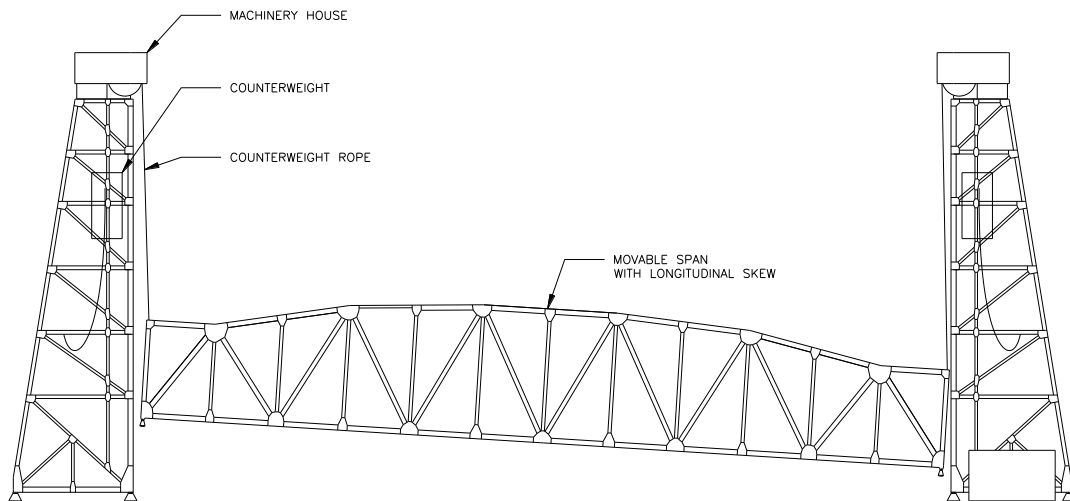 MACHINERY HOUSE
COUNTERWEIGHT
COUNTERWEIGHT ROPE
MOVABLE SPAN
WITH LONGITUDINAL SKEW